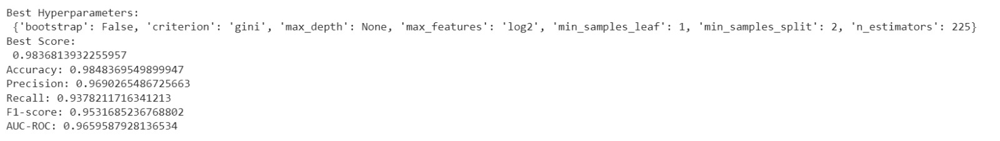 Best Hyperparameters:
{'bootstrap': False, 'criterion': 'gini', 'max_depth': None, 'max_features': 'log2', 'min_samples_leaf': 1, 'min_samples_split': 2, 'n_estimators': 225}
Best Score:
0.9836813932255957
Accuracy: 0.9848369549899947
Precision: 0.9690265486725663
Recall: 0.9378211716341213
F1-score: 0.9531685236768802
AUC-ROC: 0.9659587928136534